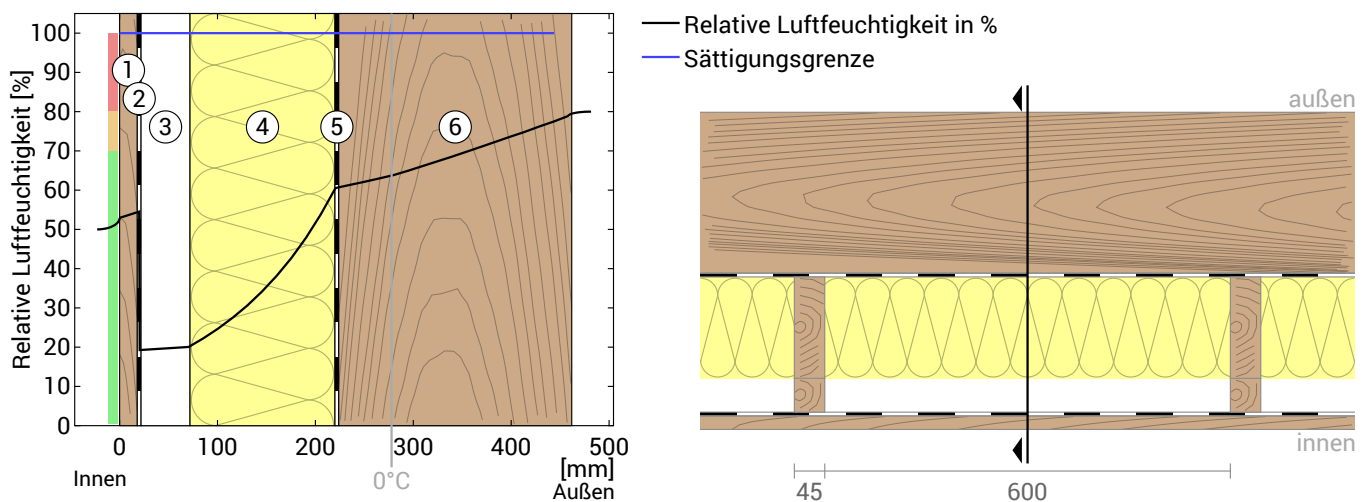 Relative Luftfeuchtigkeit [%]
100
90
80
70
60
50
40
30
20
10
0
1
2
3
4
5
6
0
100
200
300
400
500
[mm]
Innen
0°C
Außen
Relative Luftfeuchtigkeit in %
Sättigungsgrenze
außen
innen
45
600